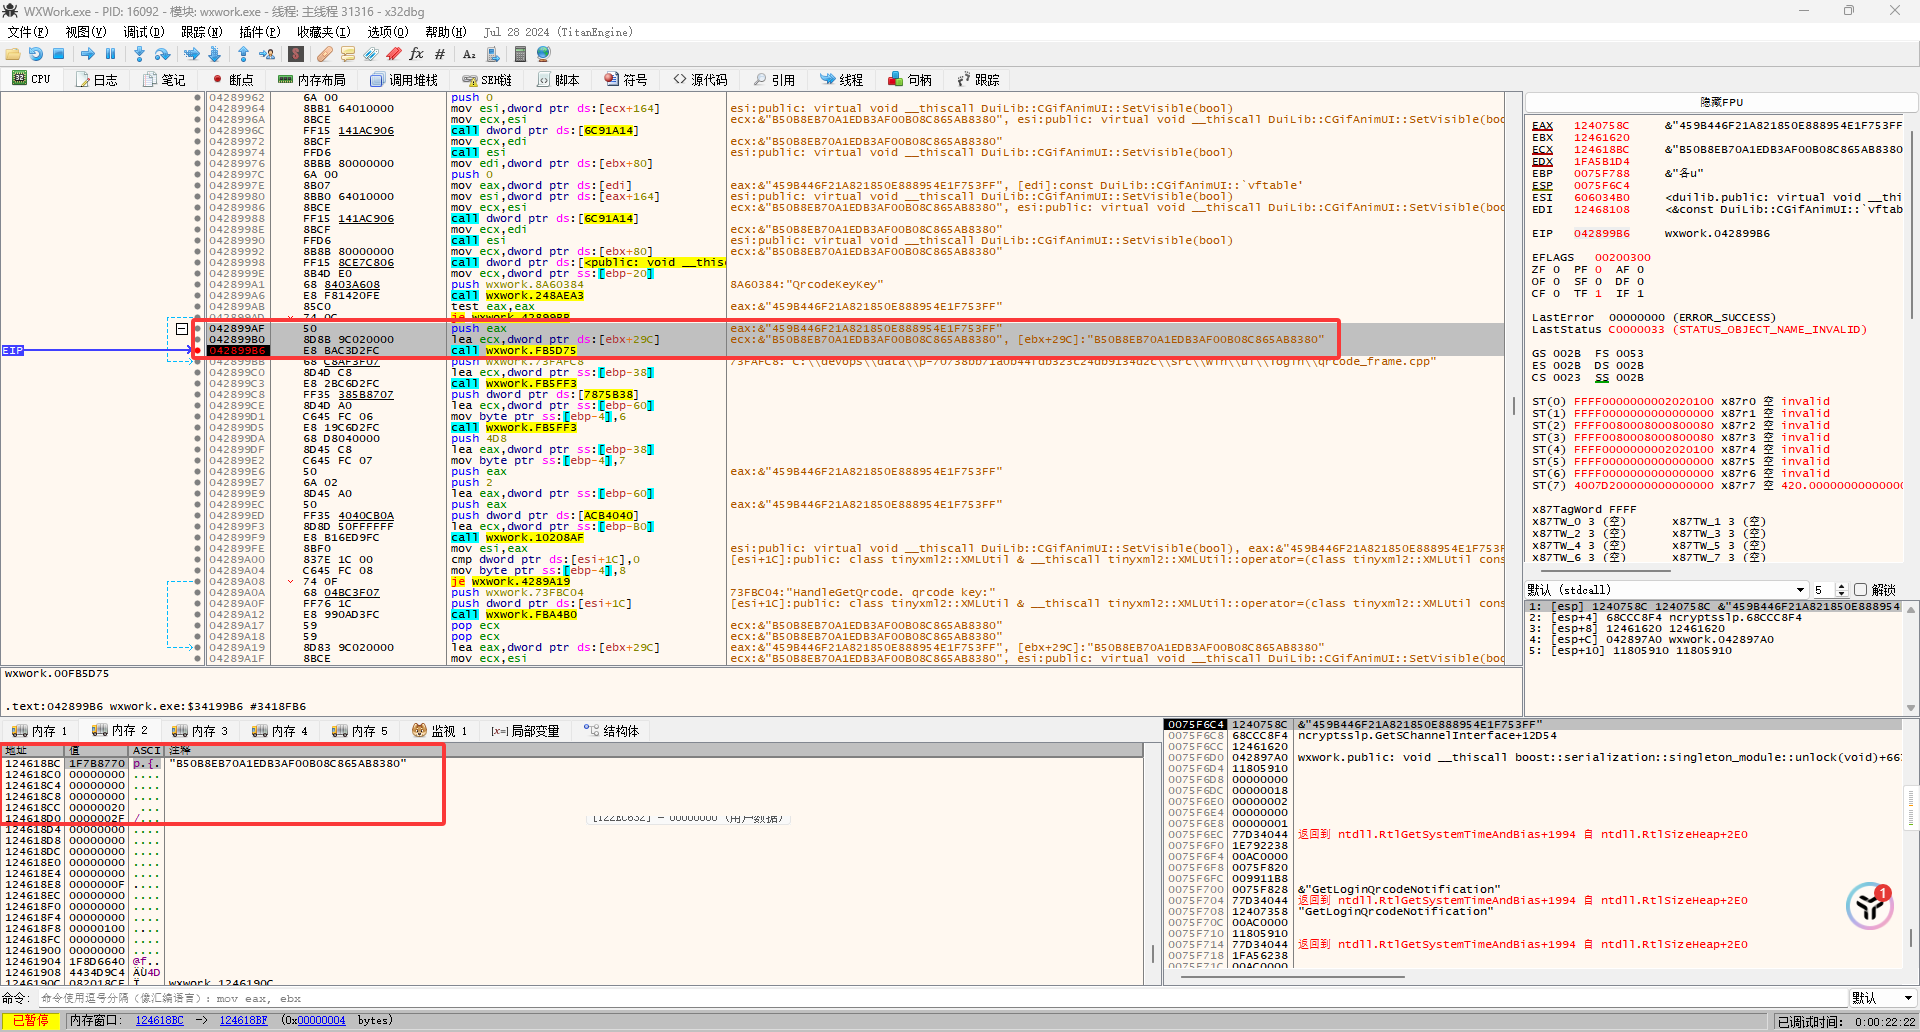 WXWork.exe - PID: 16092 - 模块: wxwork.exe - 线程: 主线程 31316 - x32dbg
文件(F) 视图(V) 调试(D) 跟踪(N) 插件(P) 收藏夹(I) 选项(O) 帮助(H) Jul 28 2024 (TitanEngine)
CPU 日志 笔记 断点 内存布局 调用堆栈 SEH链 脚本 符号 源代码 引用 线程 句柄 跟踪
04289962 6A 00 push 0
04289964 8BB1 64010000 mov esi,dword ptr ds:[ecx+164] esi:public: virtual void __thiscall DuiLib::CGifAnimUI::SetVisible(bool)
0428996A 8BCE mov ecx,esi ecx:&"B50B8EB70A1EDB3AF00B08C865AB8380", esi:public: virtual void __thiscall DuiLib::CGifAnimUI::SetVisible(boo
0428996C FF15 141AC906 call dword ptr ds:[6C91A14]
04289972 8BCF mov ecx,edi ecx:&"B50B8EB70A1EDB3AF00B08C865AB8380"
04289974 FFD6 call esi esi:public: virtual void __thiscall DuiLib::CGifAnimUI::SetVisible(bool)
04289976 8BBB 80000000 mov edi,dword ptr ds:[ebx+80]
0428997C 6A 00 push 0
0428997E 8B07 mov eax,dword ptr ds:[edi] eax:&"459B446F21A821850E888954E1F753FF", [edi]:const DuiLib::CGifAnimUI::`vftable'
04289980 8BB0 64010000 mov esi,dword ptr ds:[eax+164] esi:public: virtual void __thiscall DuiLib::CGifAnimUI::SetVisible(bool)
04289986 8BCE mov ecx,esi ecx:&"B50B8EB70A1EDB3AF00B08C865AB8380", esi:public: virtual void __thiscall DuiLib::CGifAnimUI::SetVisible(boo
04289988 FF15 141AC906 call dword ptr ds:[6C91A14]
0428998E 8BCF mov ecx,edi ecx:&"B50B8EB70A1EDB3AF00B08C865AB8380"
04289990 FFD6 call esi esi:public: virtual void __thiscall DuiLib::CGifAnimUI::SetVisible(bool)
04289992 8B8B 80000000 mov ecx,dword ptr ds:[ebx+80] ecx:&"B50B8EB70A1EDB3AF00B08C865AB8380"
04289998 FF15 8CE7C806 call dword ptr ds:[<public: void __thisc
0428999E 8B4D E0 mov ecx,dword ptr ss:[ebp-20]
042899A1 68 8403A608 push wxwork.8A60384 8A60384:"QrcodeKeyKey"
042899A6 E8 F81420FE call wxwork.248AEA3
042899AB 85C0 test eax,eax eax:&"459B446F21A821850E888954E1F753FF"
042899AD 74 0C je wxwork.42899BB
042899AF 50 push eax eax:&"459B446F21A821850E888954E1F753FF"
042899B0 8D8B 9C020000 lea ecx,dword ptr ds:[ebx+29C] ecx:&"B50B8EB70A1EDB3AF00B08C865AB8380", [ebx+29C]:"B50B8EB70A1EDB3AF00B08C865AB8380"
EIP 042899B6 E8 BAC3D2FC call wxwork.FB5D75
042899BB 68 C8AF3F07 push wxwork.73FAFC8
042899C0 8D4D C8 lea ecx,dword ptr ss:[ebp-38]
042899C3 E8 2BC6D2FC call wxwork.FB5FF3
042899C8 FF35 385B8707 push dword ptr ds:[7875B38]
042899CE 8D4D A0 lea ecx,dword ptr ss:[ebp-60]
042899D1 C645 FC 06 mov byte ptr ss:[ebp-4],6
042899D5 E8 19C6D2FC call wxwork.FB5FF3
042899DA 68 D8040000 push 4D8
042899DF 8D45 C8 lea eax,dword ptr ss:[ebp-38]
042899E2 C645 FC 07 mov byte ptr ss:[ebp-4],7
042899E6 50 push eax eax:&"459B446F21A821850E888954E1F753FF"
042899E7 6A 02 push 2
042899E9 8D45 A0 lea eax,dword ptr ss:[ebp-60]
042899EC 50 push eax eax:&"459B446F21A821850E888954E1F753FF"
042899ED FF35 4040CB0A push dword ptr ds:[ACB4040]
042899F3 8D8D 50FFFFFF lea ecx,dword ptr ss:[ebp-B0]
042899F9 E8 B16ED9FC call wxwork.10208AF
042899FE 8BF0 mov esi,eax esi:public: virtual void __thiscall DuiLib::CGifAnimUI::SetVisible(bool), eax:&"459B446F21A821850E888954E1F753F
04289A00 837E 1C 00 cmp dword ptr ds:[esi+1C],0 [esi+1C]:public: class tinyxml2::XMLUtil & __thiscall tinyxml2::XMLUtil::operator=(class tinyxml2::XMLUtil cons
04289A04 C645 FC 08 mov byte ptr ss:[ebp-4],8
04289A08 74 0F je wxwork.4289A19
04289A0A 68 04BC3F07 push wxwork.73FBC04 73FBC04:"HandleGetQrcode. qrcode key:"
04289A0F FF76 1C push dword ptr ds:[esi+1C] [esi+1C]:public: class tinyxml2::XMLUtil & __thiscall tinyxml2::XMLUtil::operator=(class tinyxml2::XMLUtil cons
04289A12 E8 990AD3FC call wxwork.FBA4B0
04289A17 59 pop ecx ecx:&"B50B8EB70A1EDB3AF00B08C865AB8380"
04289A18 59 pop ecx ecx:&"B50B8EB70A1EDB3AF00B08C865AB8380"
04289A19 8D83 9C020000 lea eax,dword ptr ds:[ebx+29C] ecx:&"B50B8EB70A1EDB3AF00B08C865AB8380", [ebx+29C]:"B50B8EB70A1EDB3AF00B08C865AB8380"
04289A1F 8BCE mov ecx,esi ecx:&"B50B8EB70A1EDB3AF00B08C865AB8380", esi:public: virtual void __thiscall DuiLib::CGifAnimUI::SetVisible(boo
隐藏FPU
EAX 1240758C &"459B446F21A821850E888954E1F753FF
EBX 12461620
ECX 124618BC &"B50B8EB70A1EDB3AF00B08C865AB8380
EDX 1FA5B1D4
EBP 0075F788 &"各u"
ESP 0075F6C4
ESI 606034B0 <duilib.public: virtual void __thi
EDI 12468108 <&const DuiLib::CGifAnimUI::`vftab
EIP 042899B6 wxwork.042899B6
EFLAGS 00200300
ZF 0 PF 0 AF 0
OF 0 SF 0 DF 0
CF 0 TF 1 IF 1
LastError 00000000 (ERROR_SUCCESS)
LastStatus C0000033 (STATUS_OBJECT_NAME_INVALID)
GS 002B FS 0053
ES 002B DS 002B
CS 0023 SS 002B
ST(0) FFFF0000000002020100 x87r0 空 invalid
ST(1) FFFF0000000000000000 x87r1 空 invalid
ST(2) FFFF0080008000800080 x87r2 空 invalid
ST(3) FFFF0080008000800080 x87r3 空 invalid
ST(4) FFFF0000000002020100 x87r4 空 invalid
ST(5) FFFF0000000000000000 x87r5 空 invalid
ST(6) FFFF0000000000000000 x87r6 空 invalid
ST(7) 4007D200000000000000 x87r7 空 420.0000000000000
x87TagWord FFFF
x87TW_0 3 (空) x87TW_1 3 (空)
x87TW_2 3 (空) x87TW_3 3 (空)
x87TW_4 3 (空) x87TW_5 3 (空)
x87TW_6 3 (空) x87TW_7 3 (空)
默认 (stdcall) 5 解锁
1: [esp] 1240758C 1240758C &"459B446F21A821850E888954
2: [esp+4] 68CCC8F4 ncryptsslp.68CCC8F4
3: [esp+8] 12461620 12461620
4: [esp+C] 042897A0 wxwork.042897A0
5: [esp+10] 11805910 11805910
wxwork.00FB5D75
.text:042899B6 wxwork.exe:$34199B6 #3418FB6
内存 1 内存 2 内存 3 内存 4 内存 5 监视 1 [x=] 局部变量 结构体
地址 值 ASCI 注释
124618BC 1F7B8770 p.{. "B50B8EB70A1EDB3AF00B08C865AB8380"
124618C0 00000000 ....
124618C4 00000000 ....
124618C8 00000000 ....
124618CC 00000020 ...
124618D0 0000002F /...
124618D4 00000000 ....
124618D8 00000000 ....
124618DC 00000000 ....
124618E0 00000000 ....
124618E4 00000000 ....
124618E8 0000000F ....
124618EC 00000000 ....
124618F0 00000000 ....
124618F4 00000000 ....
124618F8 00000100 ....
124618FC 00000000 ....
12461900 00000000 ....
12461904 1F8D6640 @f..
12461908 4434D9C4 ÄÙ4D
1246190C 082018CF wxwork.1246190C
0075F6C4 1240758C &"459B446F21A821850E888954E1F753FF"
0075F6C8 68CCC8F4 ncryptsslp.GetSChannelInterface+12D54
0075F6CC 12461620
0075F6D0 042897A0 wxwork.public: void __thiscall boost::serialization::singleton_module::unlock(void)+66
0075F6D4 11805910
0075F6D8 00000000
0075F6DC 00000018
0075F6E0 00000002
0075F6E4 00000000
0075F6E8 00000001
0075F6EC 77D34044 返回到 ntdll.RtlGetSystemTimeAndBias+1994 自 ntdll.RtlSizeHeap+2E0
0075F6F0 1E792238
0075F6F4 00AC0000
0075F6F8 0075F820
0075F6FC 009911B8
0075F700 0075F828 &"GetLoginQrcodeNotification"
0075F704 77D34044 返回到 ntdll.RtlGetSystemTimeAndBias+1994 自 ntdll.RtlSizeHeap+2E0
0075F708 12407358 "GetLoginQrcodeNotification"
0075F70C 00AC0000
0075F710 11805910
0075F714 77D34044 返回到 ntdll.RtlGetSystemTimeAndBias+1994 自 ntdll.RtlSizeHeap+2E0
0075F718 1FA56238
0075F71C 00AC0000
1
命令: 命令使用逗号分隔（像汇编语言）: mov eax, ebx 默认
已暂停 内存窗口: 124618BC -> 124618BF (0x00000004 bytes) 已调试时间: 0:00:22:22